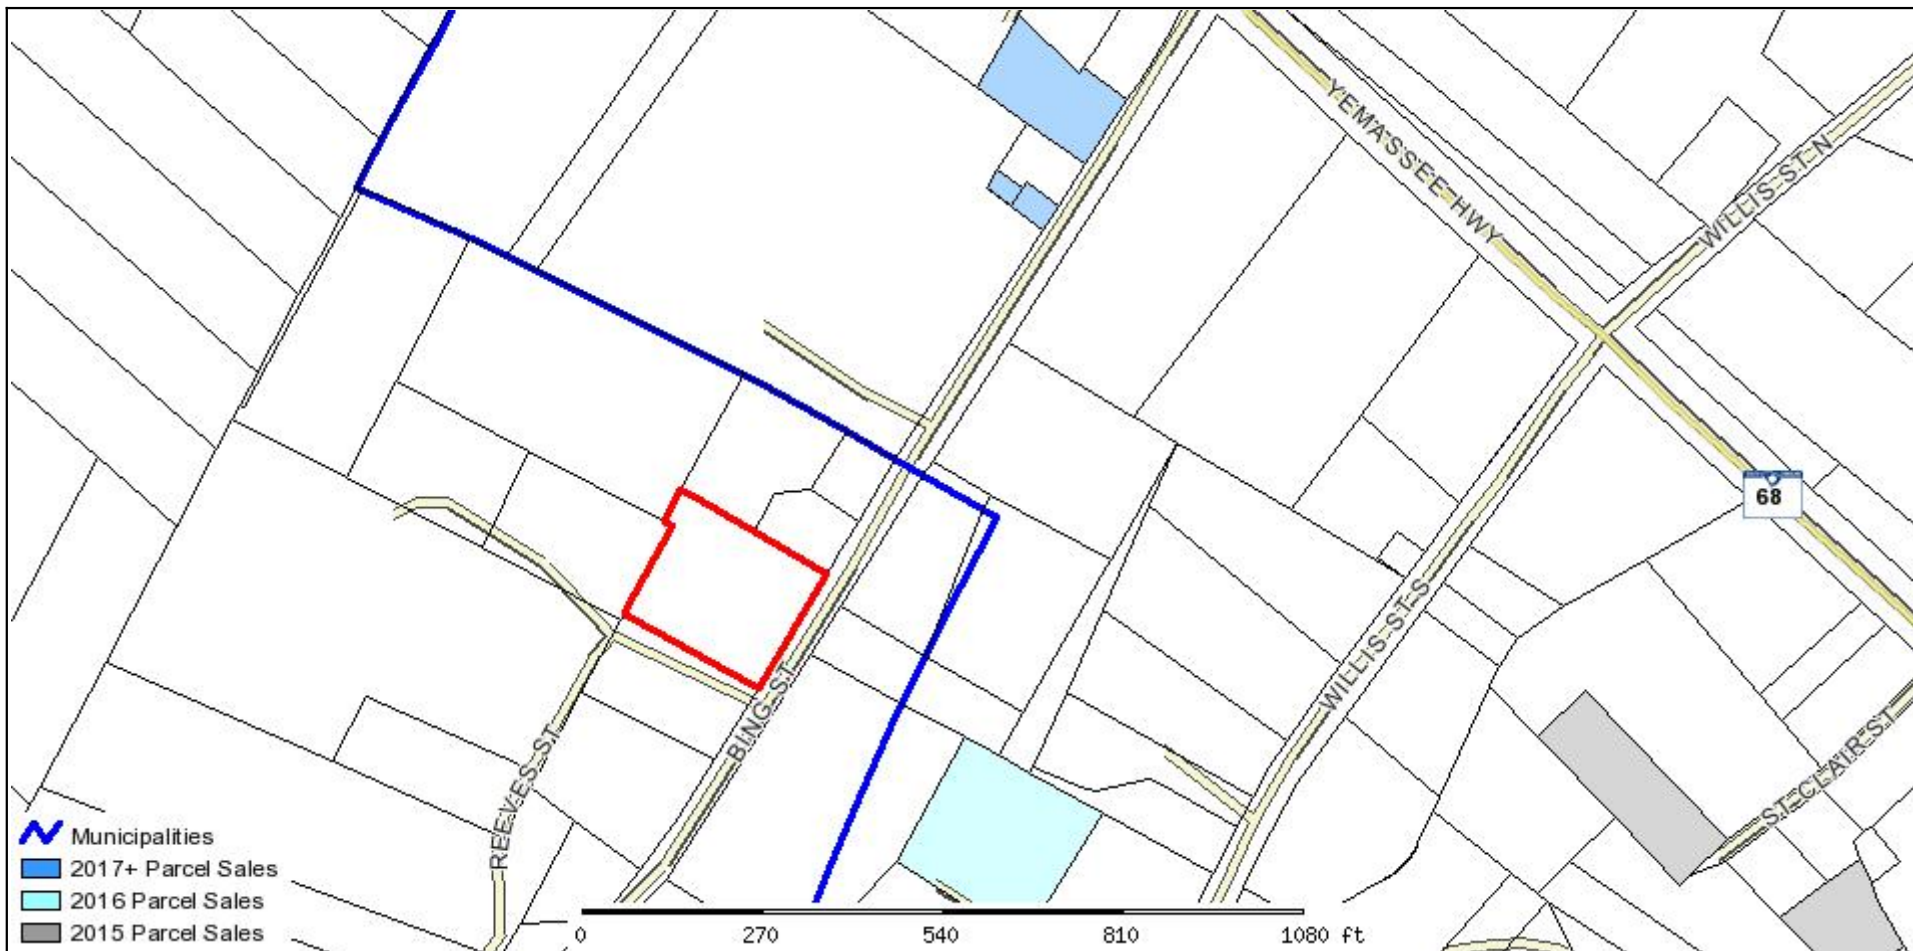 YEMASSEE HWY
WILLIS ST N
68
WILLIS ST S
BING ST
REEVES ST
ST CLAIR ST
Municipalities
2017+ Parcel Sales
2016 Parcel Sales
2015 Parcel Sales
0 270 540 810 1080 ft